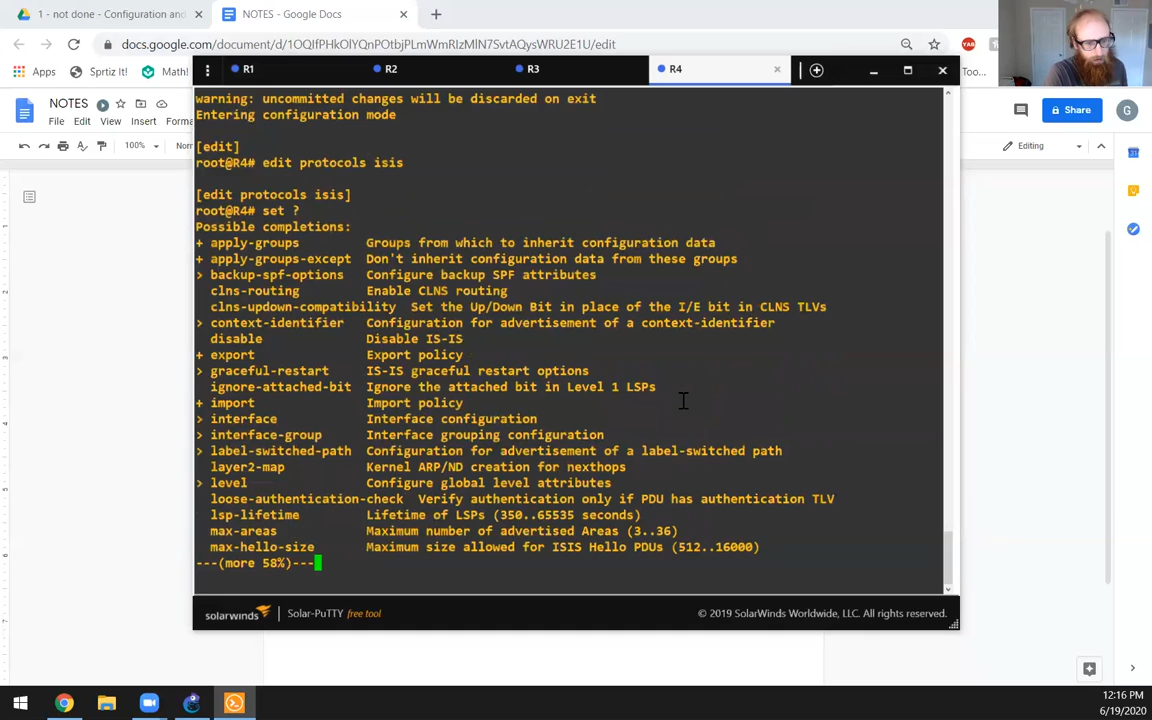 1 - not done - Configuration and
NOTES - Google Docs
docs.google.com/document/d/1OQIfPHkOlYQnPOtbjPLmWmRIzMlN7SvtAQysWRU2E1U/edit
YAB
Apps
Sprtiz It!
Math!
Too...
R1
R2
R3
R4
NOTES
File
Edit
View
Insert
Forma
Share
G
100%
Nor
Editing
warning: uncommitted changes will be discarded on exit
Entering configuration mode
[edit]
root@R4# edit protocols isis
[edit protocols isis]
root@R4# set ?
Possible completions:
+ apply-groups Groups from which to inherit configuration data
+ apply-groups-except Don't inherit configuration data from these groups
> backup-spf-options Configure backup SPF attributes
clns-routing Enable CLNS routing
clns-updown-compatibility Set the Up/Down Bit in place of the I/E bit in CLNS TLVs
> context-identifier Configuration for advertisement of a context-identifier
disable Disable IS-IS
+ export Export policy
> graceful-restart IS-IS graceful restart options
ignore-attached-bit Ignore the attached bit in Level 1 LSPs
+ import Import policy
> interface Interface configuration
> interface-group Interface grouping configuration
> label-switched-path Configuration for advertisement of a label-switched path
layer2-map Kernel ARP/ND creation for nexthops
> level Configure global level attributes
loose-authentication-check Verify authentication only if PDU has authentication TLV
lsp-lifetime Lifetime of LSPs (350..65535 seconds)
max-areas Maximum number of advertised Areas (3..36)
max-hello-size Maximum size allowed for ISIS Hello PDUs (512..16000)
---(more 58%)---
solarwinds
Solar-PuTTY free tool
© 2019 SolarWinds Worldwide, LLC. All rights reserved.
12:16 PM
6/19/2020